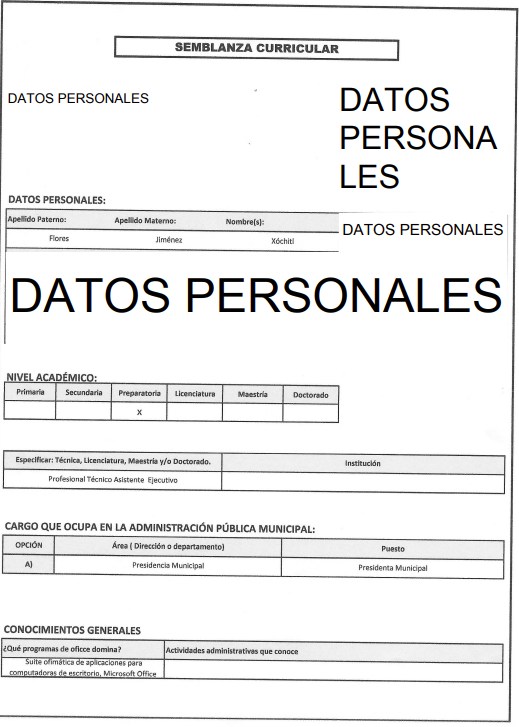 SEMBLANZA CURRICULAR
DATOS PERSONALES
DATOS
PERSONA
LES
DATOS PERSONALES:
Apellido Paterno: Apellido Materno: Nombre(s):
Flores Jiménez Xóchitl
DATOS PERSONALES
DATOS PERSONALES
NIVEL ACADÉMICO:
Primaria Secundaria Preparatoria Licenciatura Maestría Doctorado
X
Especificar: Técnica, Licenciatura, Maestría y/o Doctorado. Institución
Profesional Técnico Asistente Ejecutivo
CARGO QUE OCUPA EN LA ADMINISTRACIÓN PÚBLICA MUNICIPAL:
OPCIÓN Área ( Dirección o departamento) Puesto
A) Presidencia Municipal Presidenta Municipal
CONOCIMIENTOS GENERALES
¿Qué programas de oficce domina? Actividades administrativas que conoce
Suite ofimática de aplicaciones para
computadoras de escritorio, Microsoft Office